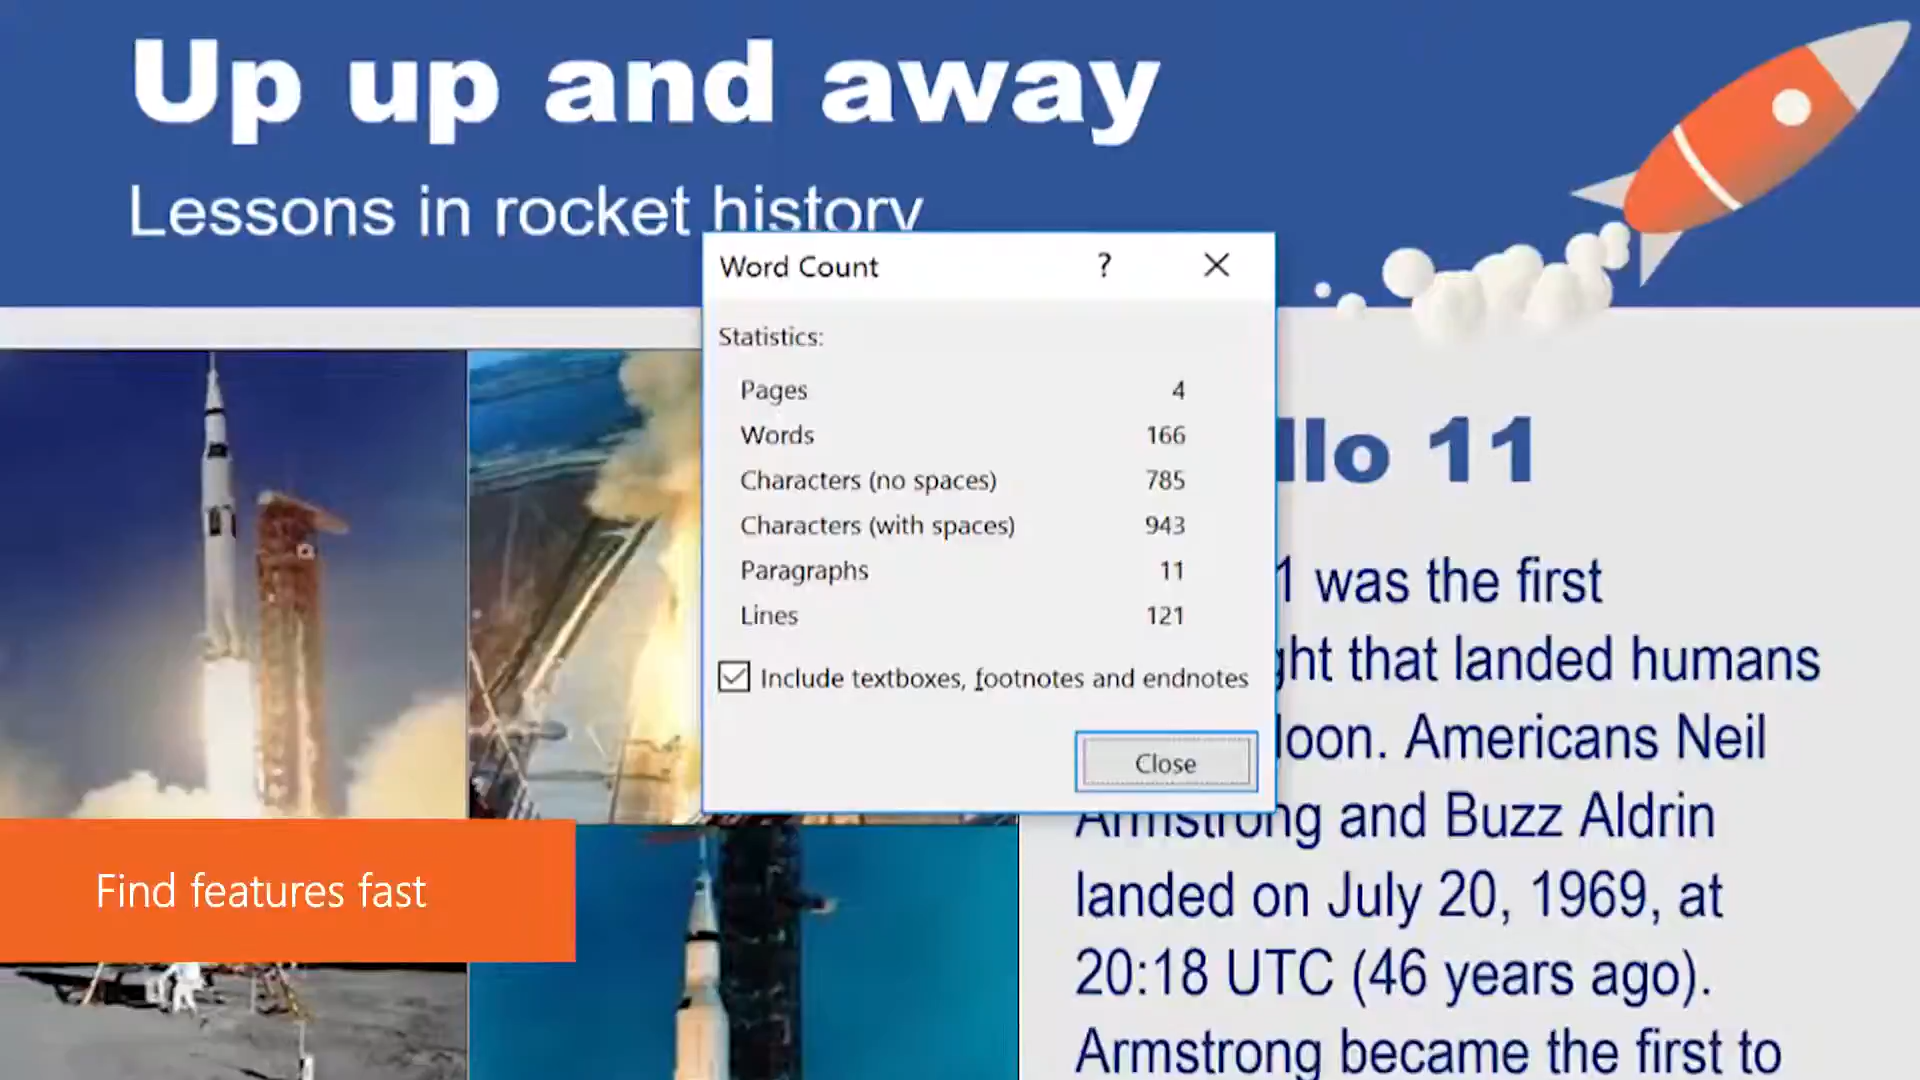 Up up and away
Lessons in rocket history
Word Count
?
Statistics:
Pages 4
Words 166
Characters (no spaces) 785
Characters (with spaces) 943
Paragraphs 11
Lines 121
Include textboxes, footnotes and endnotes
Close
llo 11
1 was the first
ght that landed humans
oon. Americans Neil
Armstrong and Buzz Aldrin
landed on July 20, 1969, at
20:18 UTC (46 years ago).
Armstrong became the first to
Find features fast